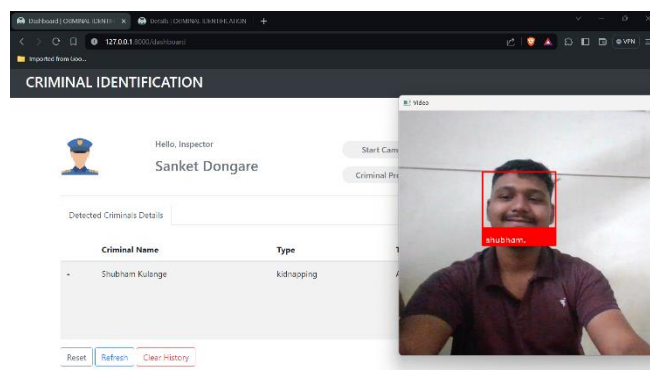 Dashboard | CRIMINAL IDENTIF
Details | CRIMINAL IDENTIFICATION
127.0.0.1:8000/dashboard/
VPN
Imported from Goo...
CRIMINAL IDENTIFICATION
Video
Hello, Inspector
Sanket Dongare
Start Cam
Criminal Pr
Detected Criminals Details
Criminal Name Type T
- Shubham Kulange kidnapping A
shubham.
Reset Refresh Clear History